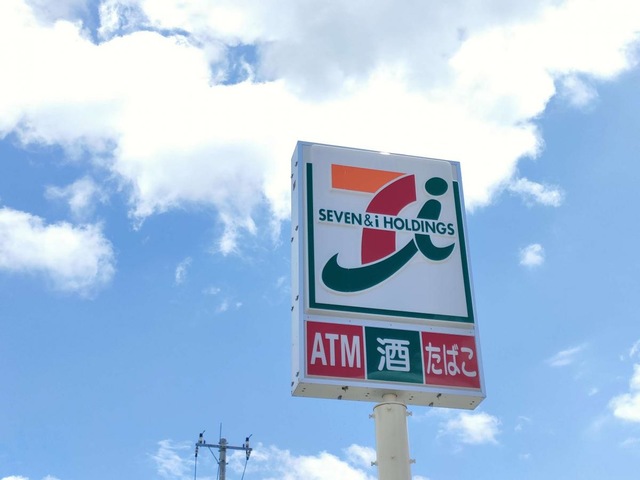 SEVEN&i HOLDINGS
ATM 酒 たばこ